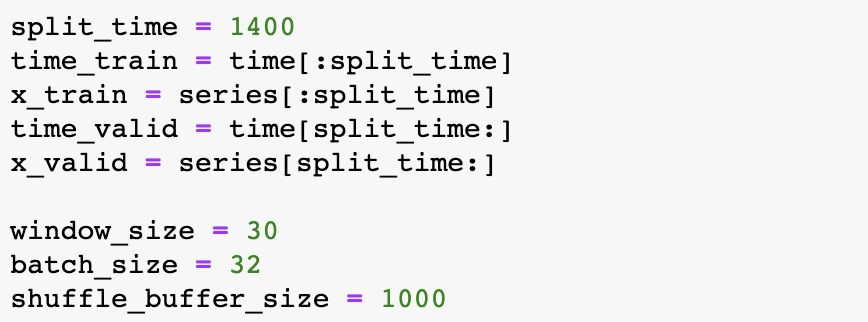 split_time = 1400
time_train = time[:split_time]
x_train = series[:split_time]
time_valid = time[split_time:]
x_valid = series[split_time:]
window_size = 30
batch_size = 32
shuffle_buffer_size = 1000